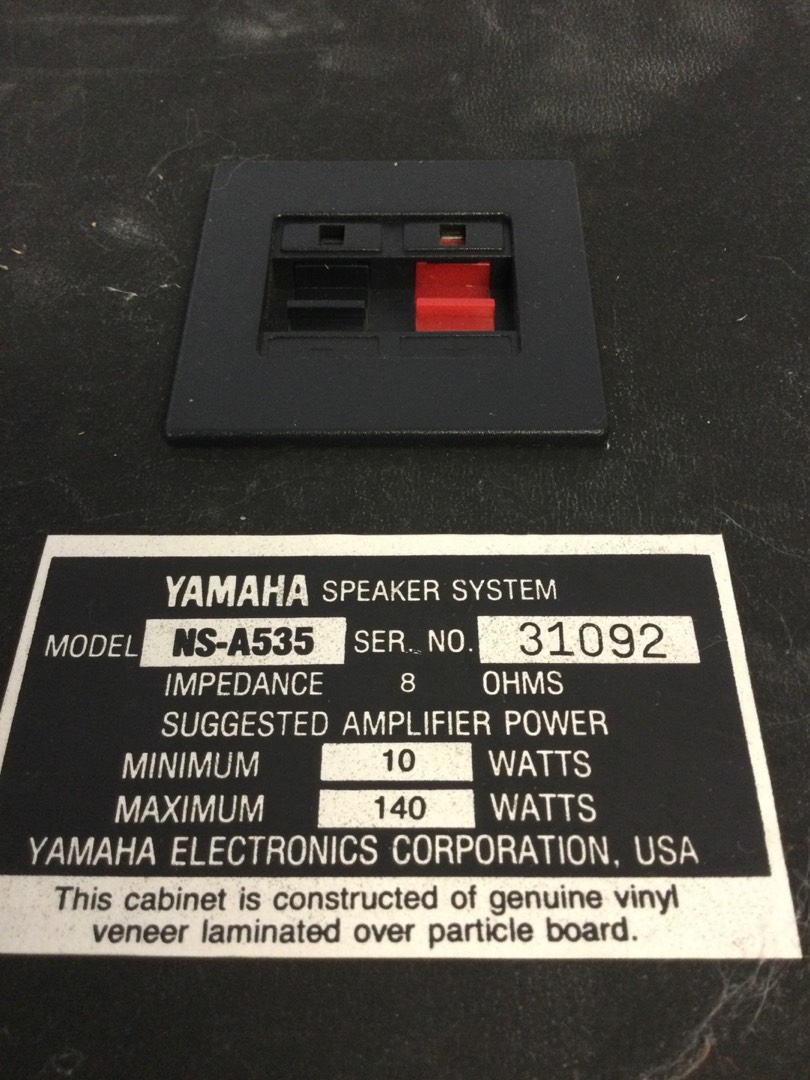 YAMAHA SPEAKER SYSTEM
MODEL NS-A535 SER. NO. 31092
IMPEDANCE 8 OHMS
SUGGESTED AMPLIFIER POWER
MINIMUM 10 WATTS
MAXIMUM 140 WATTS
YAMAHA ELECTRONICS CORPORATION, USA
This cabinet is constructed of genuine vinyl
veneer laminated over particle board.